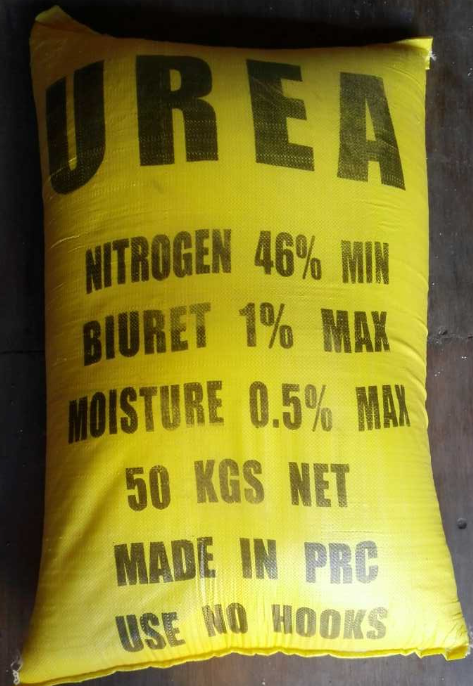 UREA
NITROGEN 46% MIN
BIURET 1% MAX
MOISTURE 0.5% MAX
50 KGS NET
MADE IN PRC
USE NO HOOKS